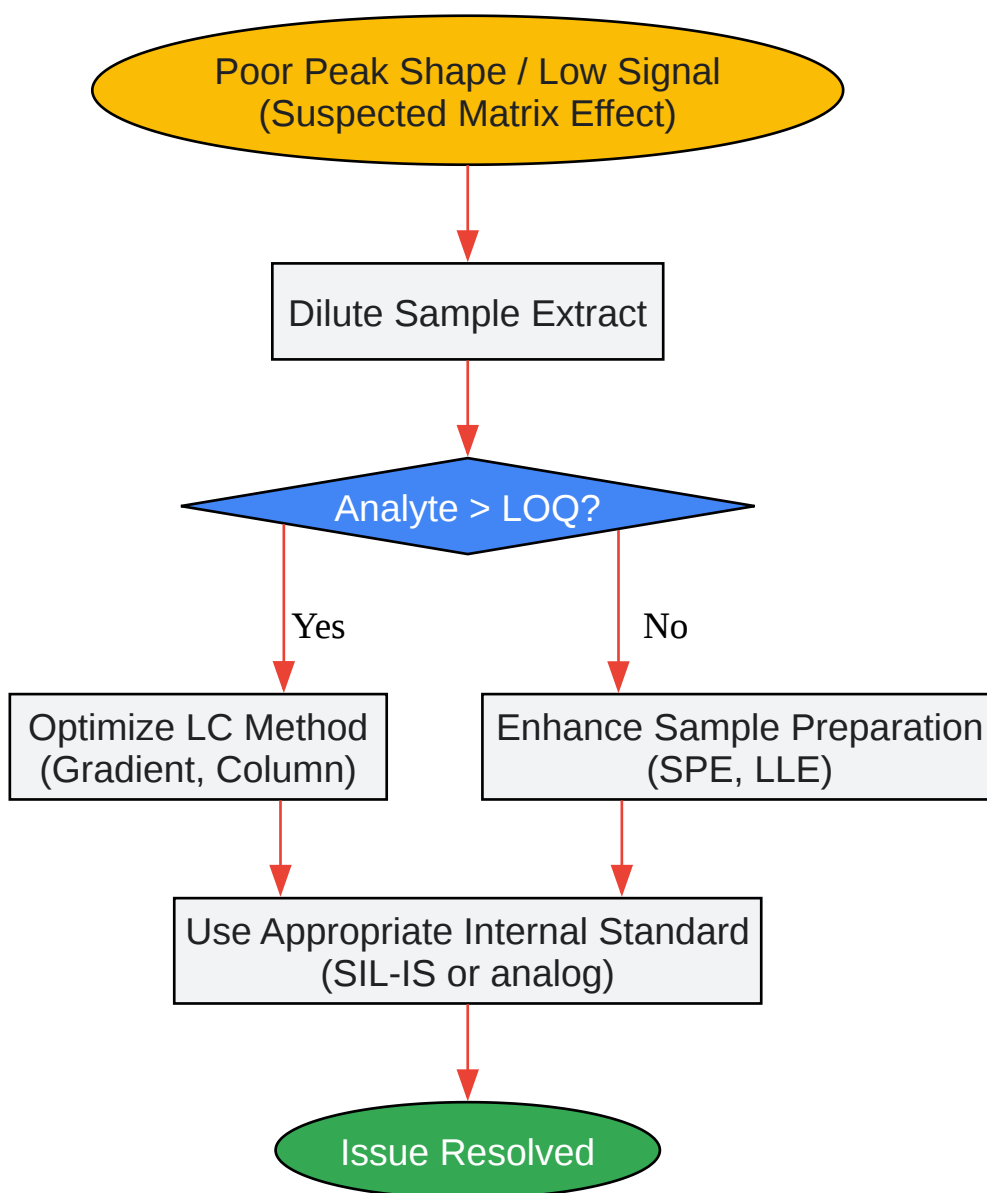 Poor Peak Shape / Low Signal
(Suspected Matrix Effect)
Dilute Sample Extract
Analyte > LOQ?
Yes
No
Optimize LC Method
(Gradient, Column)
Enhance Sample Preparation
(SPE, LLE)
Use Appropriate Internal Standard
(SIL-IS or analog)
Issue Resolved